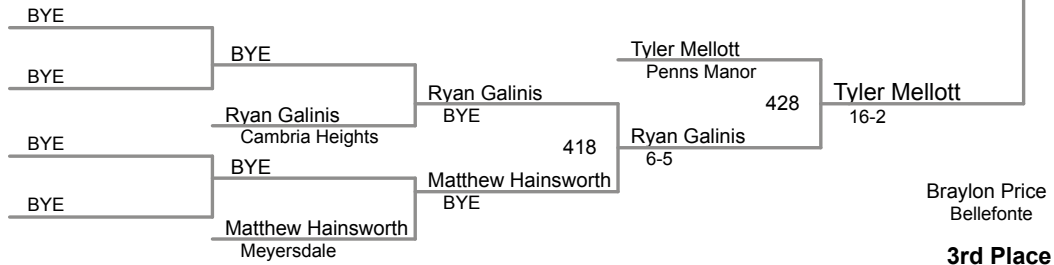 BYE
BYE
BYE
BYE
BYE
Ryan Galinis
Cambria Heights
BYE
Matthew Hainsworth
Meyersdale
Ryan Galinis
BYE
418
Matthew Hainsworth
BYE
Tyler Mellott
Penns Manor
428
Ryan Galinis
6-5
Tyler Mellott
16-2
Braylon Price
Bellefonte
3rd Place